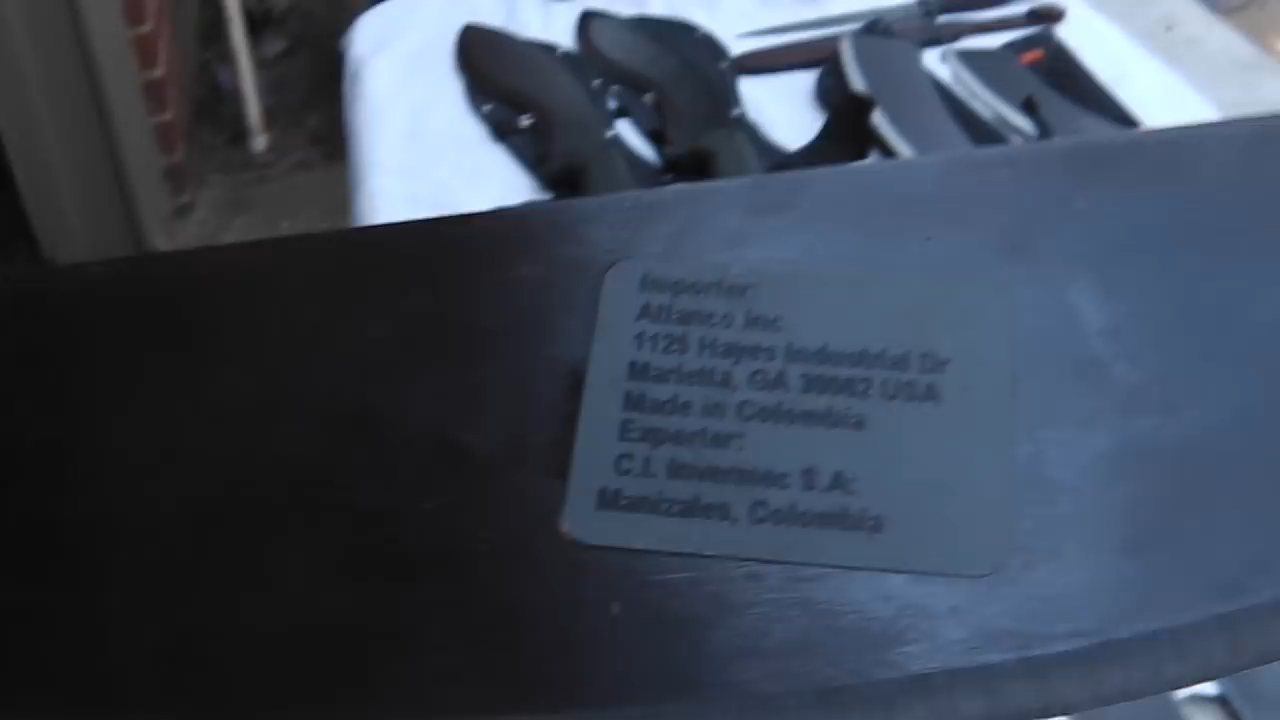 Importer:
Atlanco Inc
1125 Hayes Industrial Dr
Marietta, GA 30062 USA
Made in Colombia
Exporter:
C.I. Invermec S.A:
Manizales, Colombia